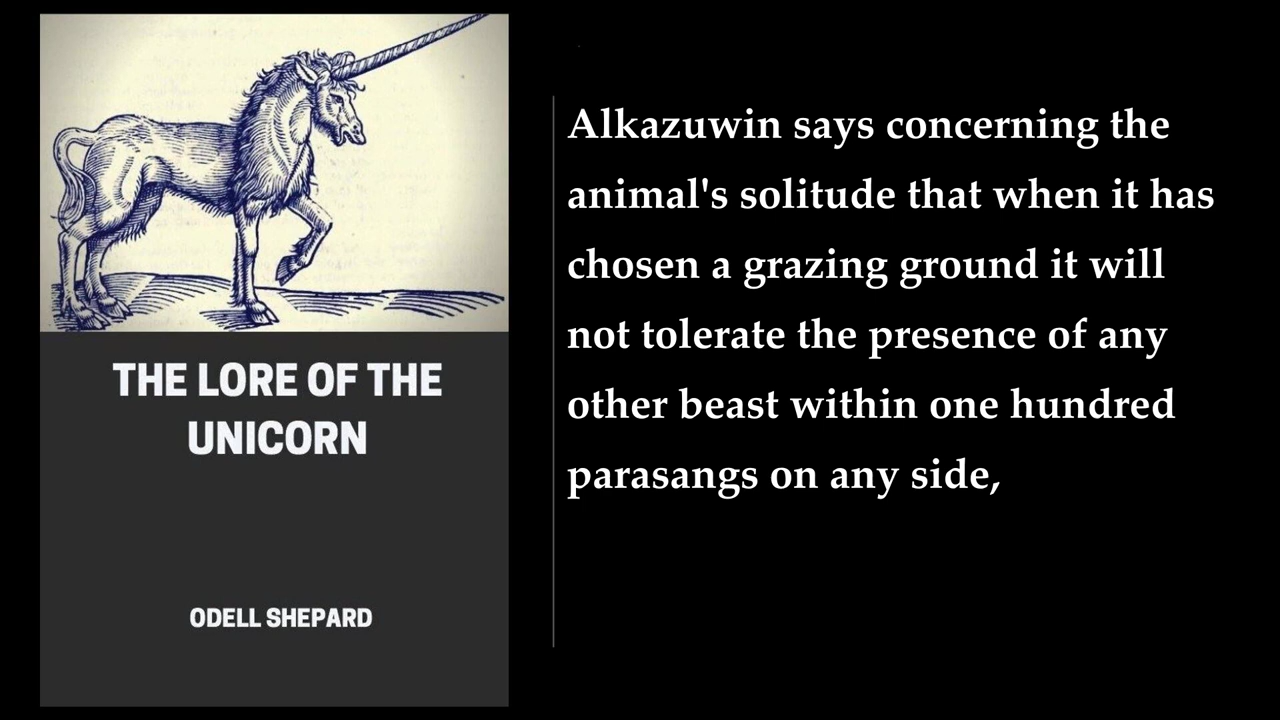 THE LORE OF THE
UNICORN
ODELL SHEPARD
Alkazuwin says concerning the
animal's solitude that when it has
chosen a grazing ground it will
not tolerate the presence of any
other beast within one hundred
parasangs on any side,